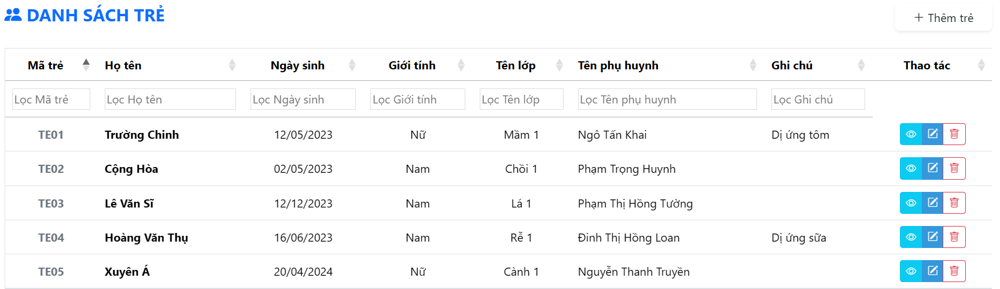 DANH SÁCH TRẺ
Thêm trẻ
Mã trẻ Họ tên Ngày sinh Giới tính Tên lớp Tên phụ huynh Ghi chú Thao tác
Lọc Mã trẻ Lọc Họ tên Lọc Ngày sinh Lọc Giới tính Lọc Tên lớp Lọc Tên phụ huynh Lọc Ghi chú
TE01 Trường Chinh 12/05/2023 Nữ Mầm 1 Ngô Tấn Khai Dị ứng tôm
TE02 Cộng Hòa 02/05/2023 Nam Chồi 1 Phạm Trọng Huynh
TE03 Lê Văn Sĩ 12/12/2023 Nam Lá 1 Phạm Thị Hồng Tường
TE04 Hoàng Văn Thụ 16/06/2023 Nam Rễ 1 Đinh Thị Hồng Loan Dị ứng sữa
TE05 Xuyên Á 20/04/2024 Nữ Cành 1 Nguyễn Thanh Truyền